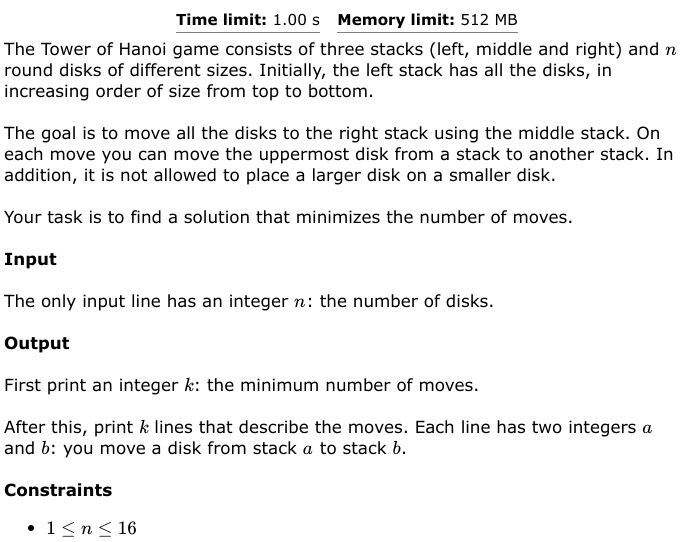 Time limit: 1.00 s Memory limit: 512 MB
The Tower of Hanoi game consists of three stacks (left, middle and right) and n
round disks of different sizes. Initially, the left stack has all the disks, in
increasing order of size from top to bottom.
The goal is to move all the disks to the right stack using the middle stack. On
each move you can move the uppermost disk from a stack to another stack. In
addition, it is not allowed to place a larger disk on a smaller disk.
Your task is to find a solution that minimizes the number of moves.
Input
The only input line has an integer n: the number of disks.
Output
First print an integer k: the minimum number of moves.
After this, print k lines that describe the moves. Each line has two integers a
and b: you move a disk from stack a to stack b.
Constraints
• 1 ≤ n ≤ 16